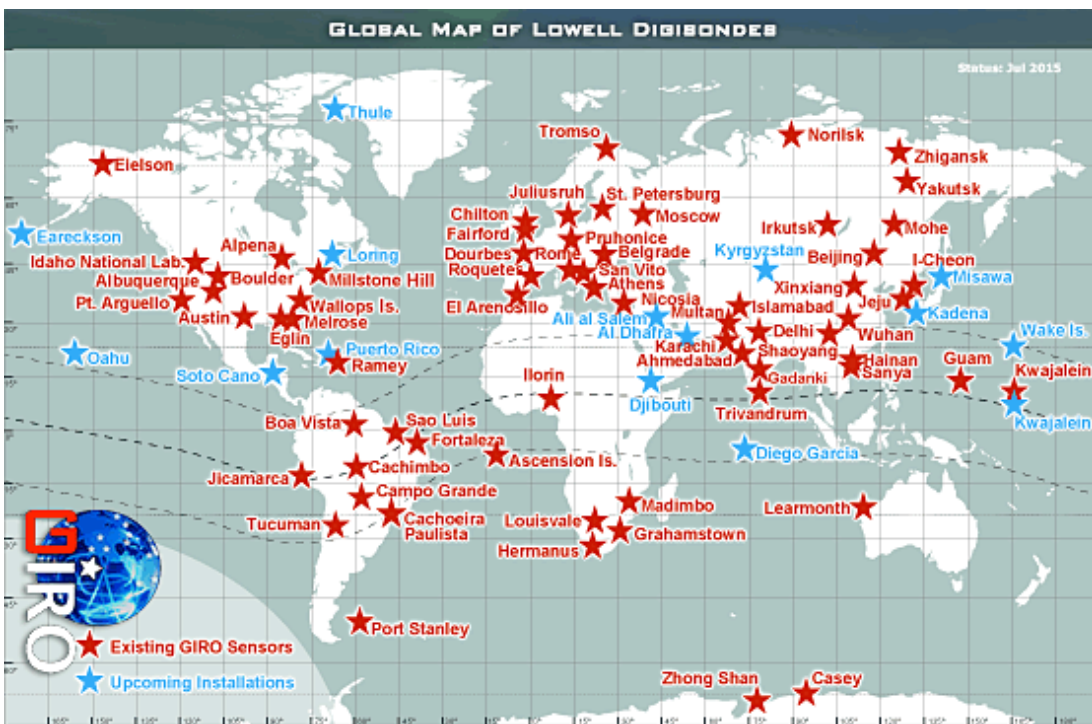 Global Map of Lowell Digisondes
Status: Jul 2015
Thule
Tromso
Norilsk
Zhigansk
Eielson
Yakutsk
Juliusruh
St. Petersburg
Chilton
Moscow
Fairford
Irkutsk
Mohe
Eareckson
Alpena
Loring
Dourbes
Rome
Pruhonice
Belgrade
Kyrgyzstan
Beijing
I-Cheon
Idaho National Lab.
Albuquerque
Boulder
Millstone Hill
Roquetes
San Vito
Athens
Xinxiang
Misawa
Pt. Arguello
Wallops Is.
El Arenosillo
Nicosia
Islamabad
Jeju
Austin
Melrose
Eglin
Ali al Salem
Multan
Kadena
Al Dhafra
Delhi
Wuhan
Wake Is.
Oahu
Puerto Rico
Karachi
Shaoyang
Ahmedabad
Hainan
Guam
Soto Cano
Ramey
Sanya
Ilorin
Djibouti
Gadanki
Kwajalein
Trivandrum
Kwajalein
Boa Vista
Sao Luis
Fortaleza
Ascension Is.
Diego Garcia
Cachimbo
Jicamarca
Campo Grande
Madimbo
Learmonth
Tucuman
Cachoeira
Paulista
Louisvale
Grahamstown
Hermanus
GIRO
Port Stanley
Existing GIRO Sensors
Upcoming Installations
Zhong Shan
Casey